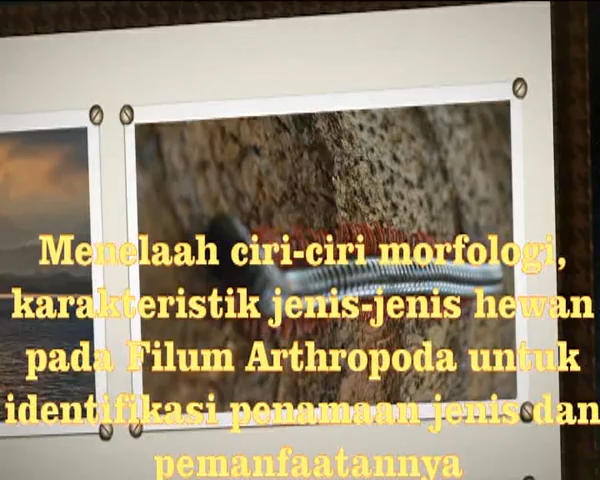 Menelaah ciri-ciri morfologi,
karakteristik jenis-jenis hewan
pada Filum Arthropoda untuk
identifikasi penamaan jenis dan
pemanfaatannya